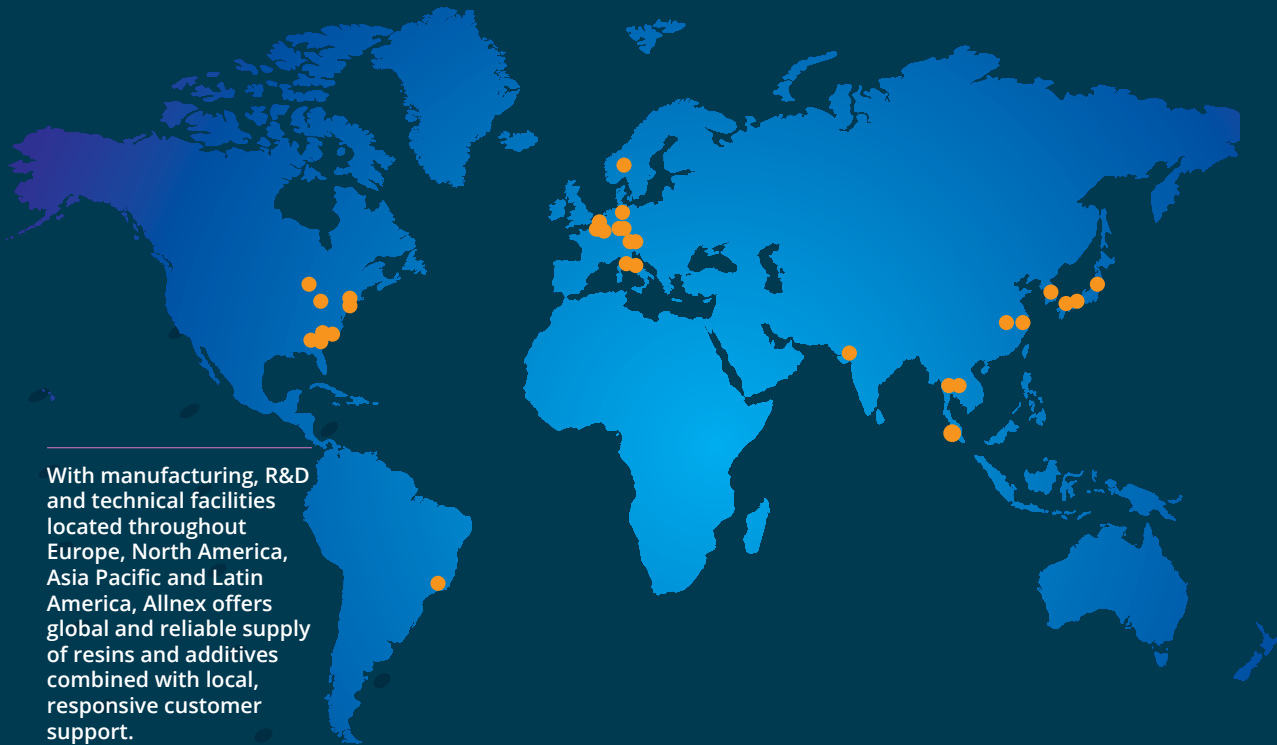 With manufacturing, R&D
and technical facilities
located throughout
Europe, North America,
Asia Pacific and Latin
America, Allnex offers
global and reliable supply
of resins and additives
combined with local,
responsive customer
support.